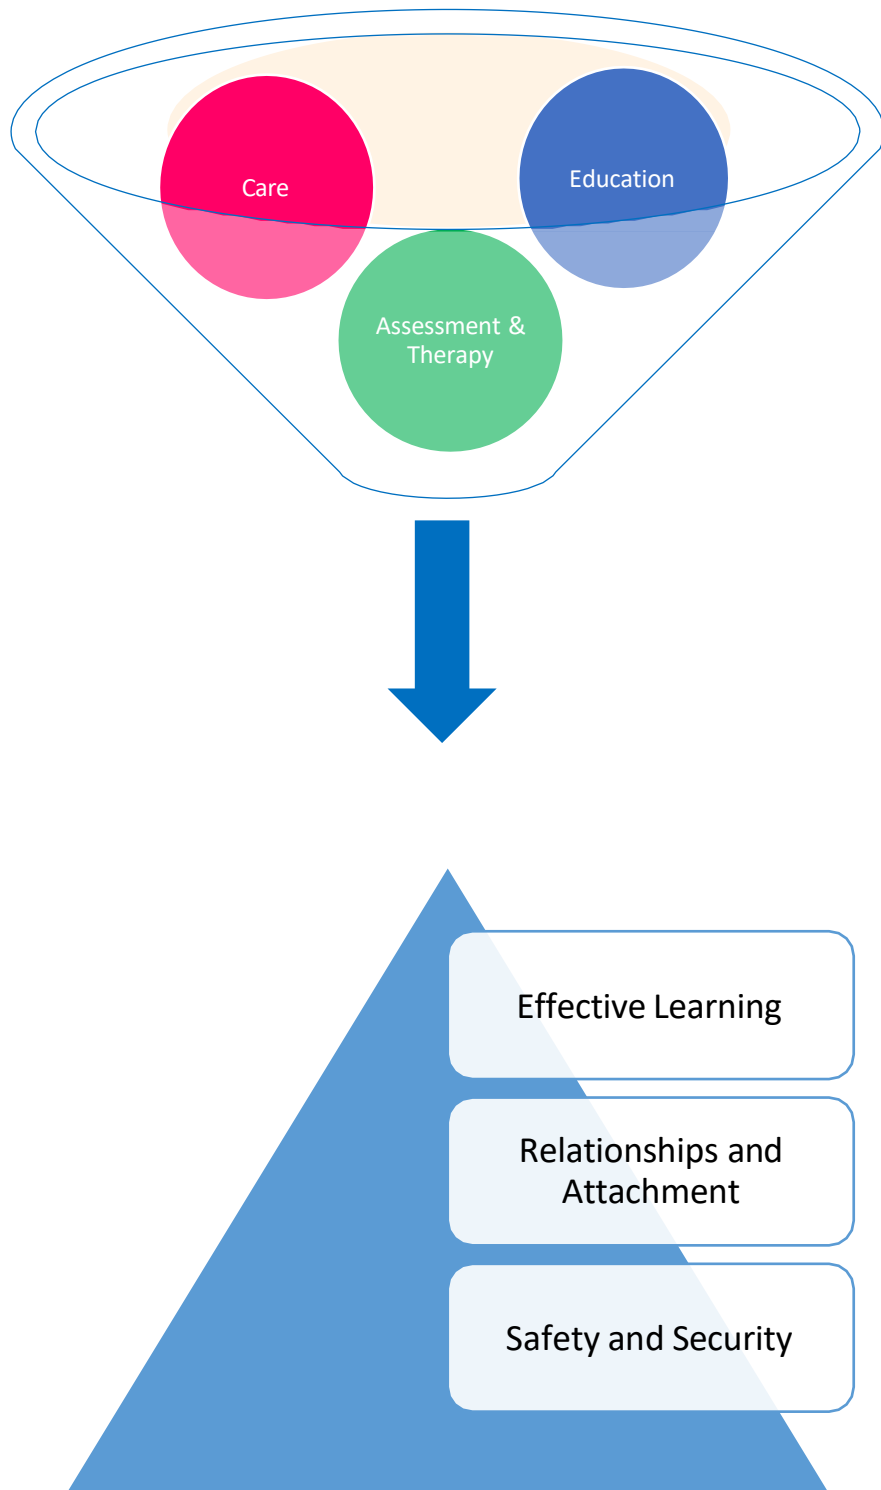 Care
Education
Assessment &
Therapy
Effective Learning
Relationships and
Attachment
Safety and Security